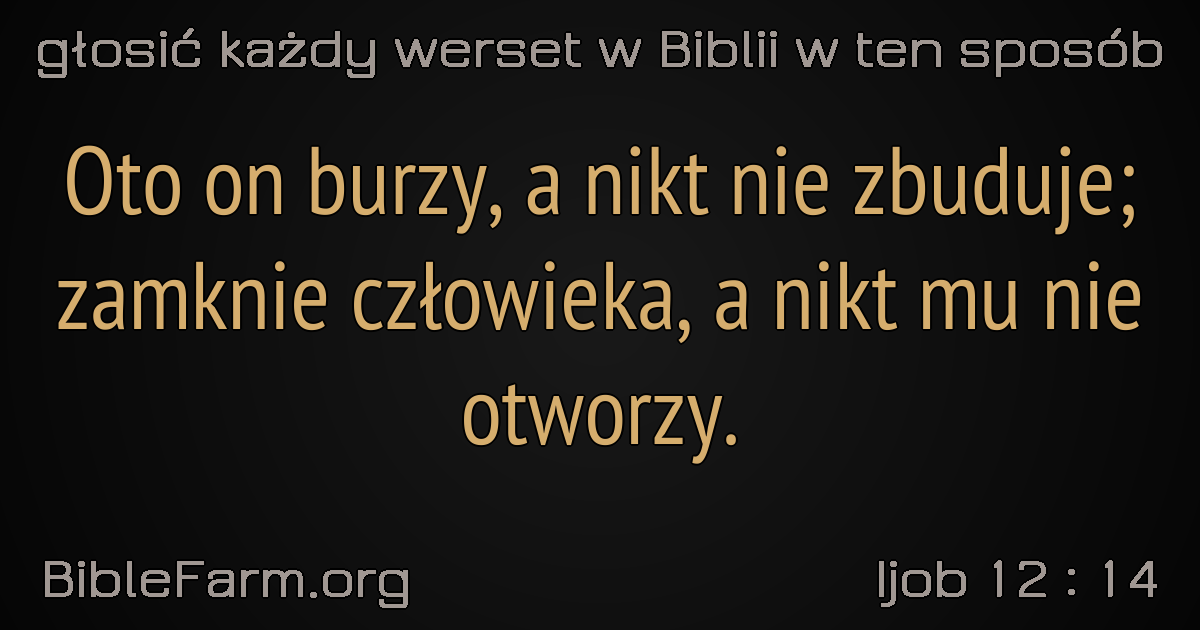 głosić każdy werset w Biblii w ten sposób
Oto on burzy, a nikt nie zbuduje;
zamknie człowieka, a nikt mu nie
otworzy.
BibleFarm.org
Ijob 12 : 14